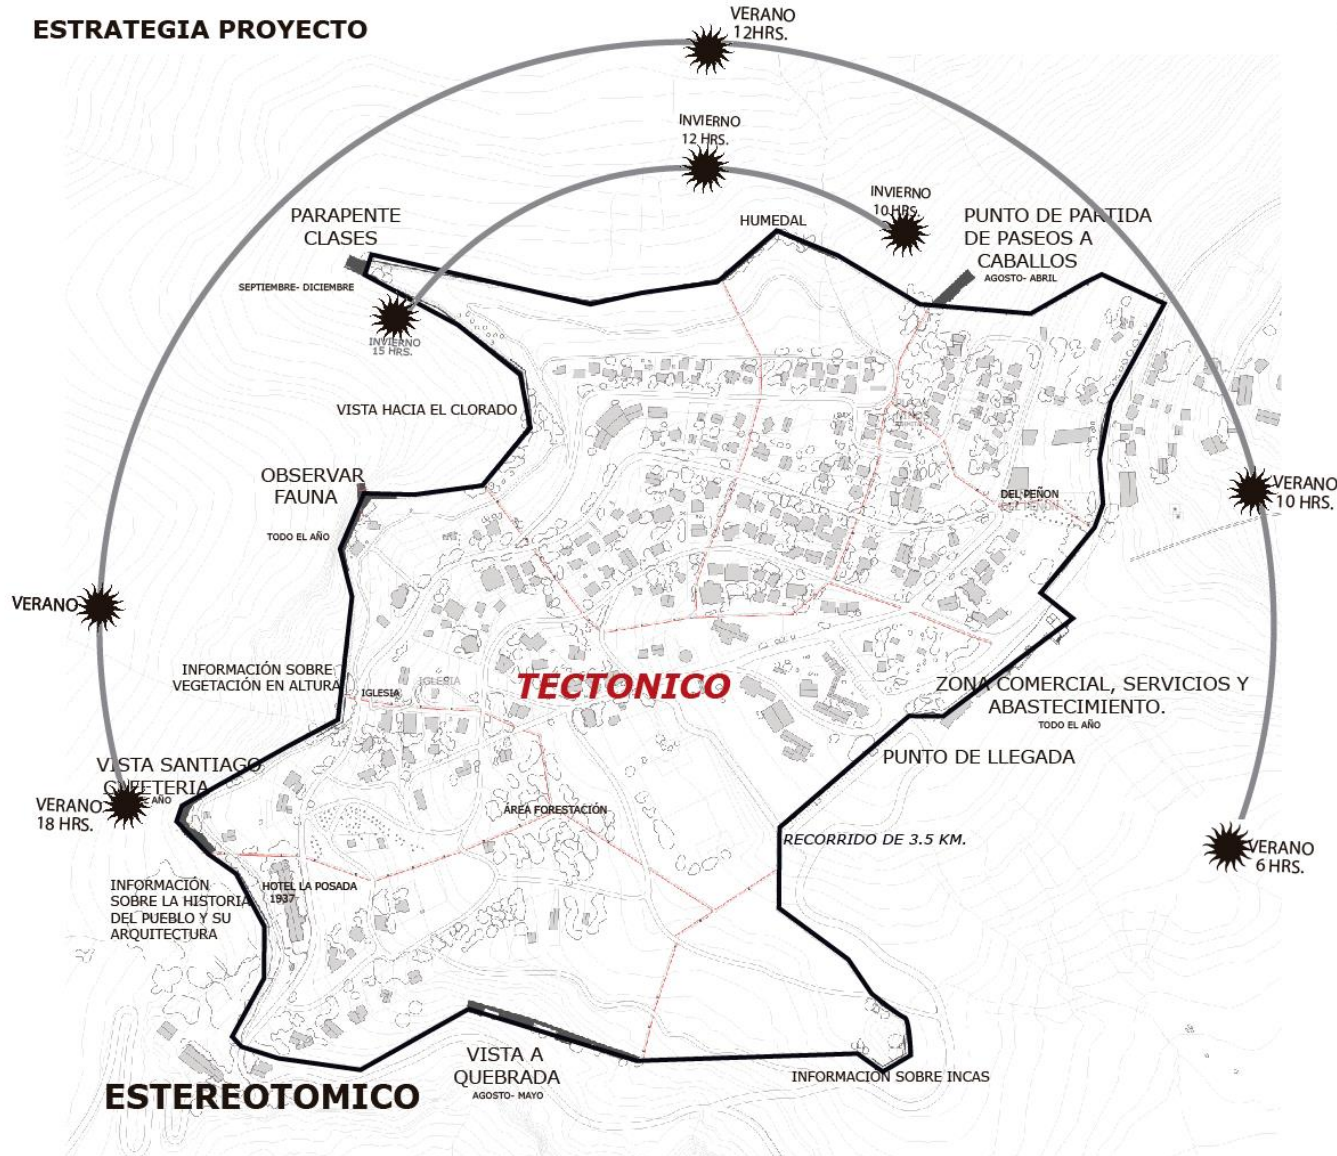 ESTRATEGIA PROYECTO
VERANO
12HRS.
INVIERNO
12 HRS.
INVIERNO
10 HRS.
PARAPENTE
CLASES
SEPTIEMBRE- DICIEMBRE
HUMEDAL
PUNTO DE PARTIDA
DE PASEOS A
CABALLOS
AGOSTO- ABRIL
INVIERNO
15 HRS.
VISTA HACIA EL CLORADO
OBSERVAR
FAUNA
TODO EL AÑO
DEL PEÑON
DEL PEÑON
VERANO
10 HRS.
VERANO
INFORMACIÓN SOBRE
VEGETACIÓN EN ALTURA
IGLESIA
IGLESIA
TECTONICO
ZONA COMERCIAL, SERVICIOS Y
ABASTECIMIENTO.
TODO EL AÑO
PUNTO DE LLEGADA
VISTA SANTIAGO
CAFETERIA
AÑO
VERANO
18 HRS.
ÁREA FORESTACIÓN
RECORRIDO DE 3.5 KM.
VERANO
6 HRS.
INFORMACIÓN
SOBRE LA HISTORIA
DEL PUEBLO Y SU
ARQUITECTURA
HOTEL LA POSADA
1937
VISTA A
QUEBRADA
AGOSTO- MAYO
INFORMACION SOBRE INCAS
ESTEREOTOMICO